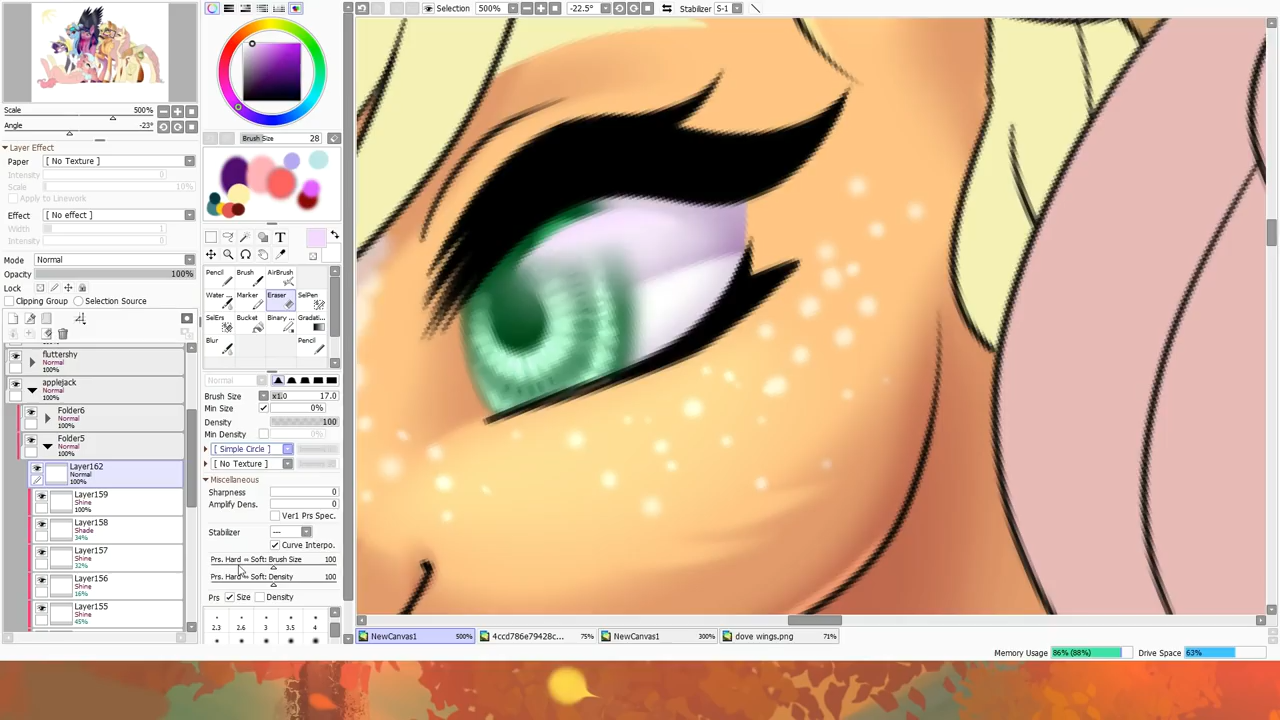 Selection 500% -22.5° Stabilizer S-1
Scale 500%
Angle -23°
Layer Effect
Paper [ No Texture ]
Intensity 0
Scale 10%
Apply to Linework
Effect [ No effect ]
Width 1
Intensity 0
Mode Normal
Opacity 100%
Lock
Clipping Group Selection Source
fluttershy
Normal
100%
applejack
Normal
100%
Folder6
Normal
100%
Folder5
Normal
100%
Layer162
Normal
100%
Layer159
Shine
100%
Layer158
Shade
34%
Layer157
Shine
32%
Layer156
Shine
16%
Layer155
Shine
45%
Brush Size 28
T
Pencil Brush AirBrush
Water ... Marker Eraser SelPen
SelErs Bucket Binary ... Gradati...
Blur Pencil
Normal
Brush Size x1.0 17.0
Min Size 0%
Density 100
Min Density 0%
[ Simple Circle ]
[ No Texture ]
Miscellaneous
Sharpness 0
Amplify Dens. 0
Ver1 Prs Spec.
Stabilizer ---
Curve Interpo.
Prs. Hard ⇔ Soft: Brush Size 100
Prs. Hard ⇔ Soft: Density 100
Prs Size Density
2.3 2.6 3 3.5 4
NewCanvas1 500% 4ccd786e79428c... 75% NewCanvas1 300% dove wings.png 71%
Memory Usage 86% (88%) Drive Space 63%